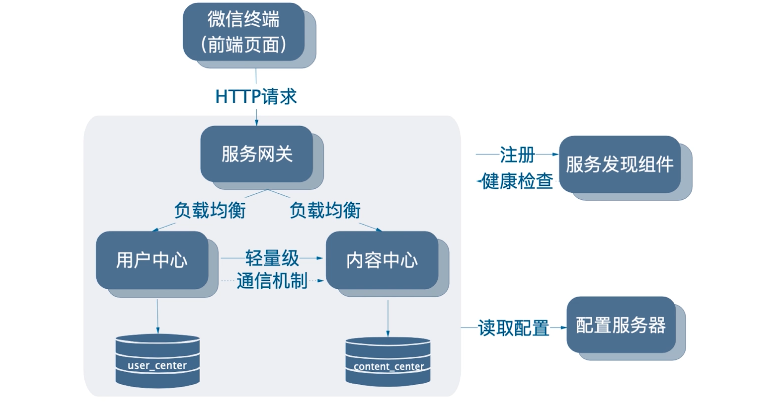 微信终端
（前端页面）
HTTP请求
服务网关
注册
健康检查
服务发现组件
负载均衡
负载均衡
用户中心
轻量级
通信机制
内容中心
读取配置
配置服务器
user_center
content_center